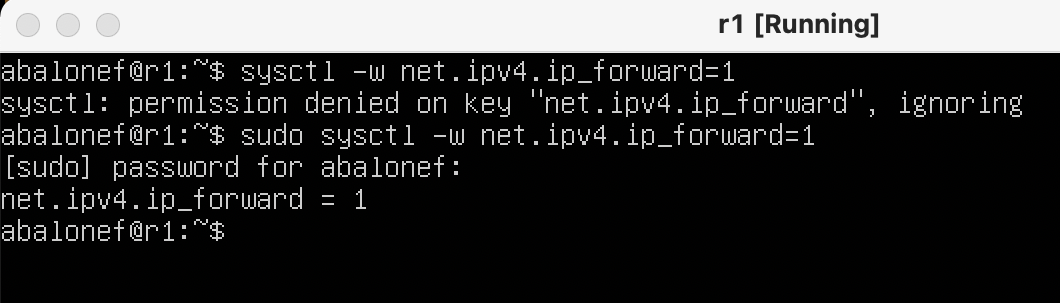 r1 [Running]
abalonef@r1:~$ sysctl -w net.ipv4.ip_forward=1
sysctl: permission denied on key "net.ipv4.ip_forward", ignoring
abalonef@r1:~$ sudo sysctl -w net.ipv4.ip_forward=1
[sudo] password for abalonef:
net.ipv4.ip_forward = 1
abalonef@r1:~$